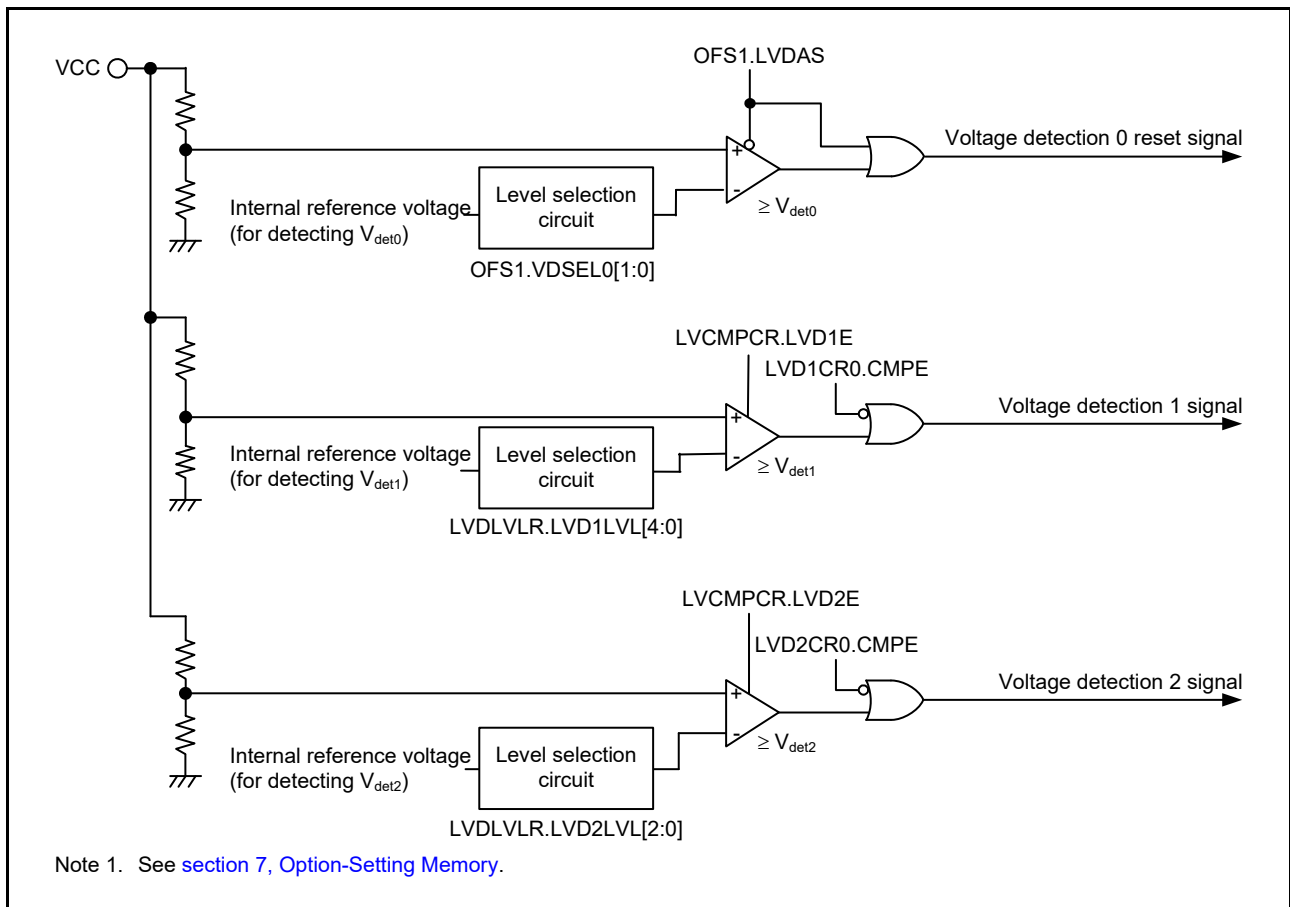 VCC
OFS1.LVDAS
+
-
Voltage detection 0 reset signal
Internal reference voltage
(for detecting Vdet0)
Level selection
circuit
≥ Vdet0
OFS1.VDSEL0[1:0]
LVCMPCR.LVD1E
LVD1CR0.CMPE
+
-
Voltage detection 1 signal
Internal reference voltage
(for detecting Vdet1)
Level selection
circuit
≥ Vdet1
LVDLVLR.LVD1LVL[4:0]
LVCMPCR.LVD2E
LVD2CR0.CMPE
+
-
Voltage detection 2 signal
Internal reference voltage
(for detecting Vdet2)
Level selection
circuit
≥ Vdet2
LVDLVLR.LVD2LVL[2:0]
Note 1. See section 7, Option-Setting Memory.